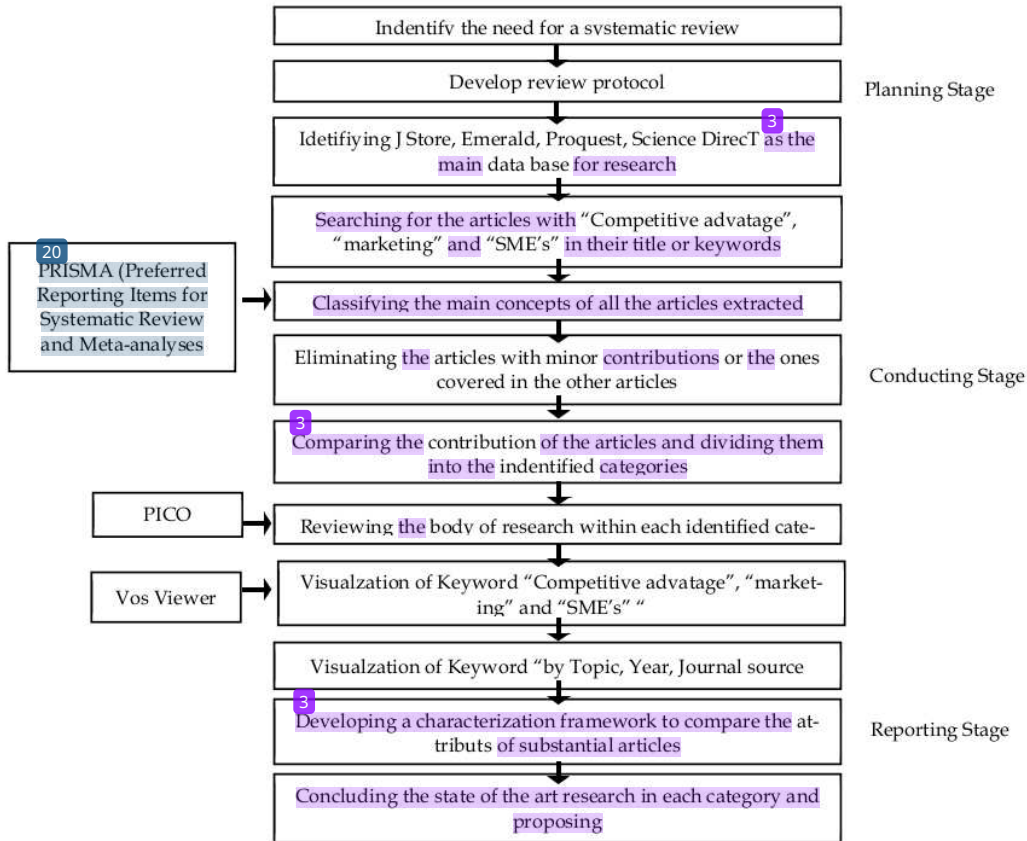 Indentify the need for a systematic review
Develop review protocol
Planning Stage
3
Idetifiying J Store, Emerald, Proquest, Science DirecT as the
main data base for research
Searching for the articles with “Competitive advatage”,
“marketing” and “SME’s” in their title or keywords
20
PRISMA (Preferred
Reporting Items for
Systematic Review
and Meta-analyses
Classifying the main concepts of all the articles extracted
Eliminating the articles with minor contributions or the ones
covered in the other articles
Conducting Stage
3
Comparing the contribution of the articles and dividing them
into the indentified categories
PICO
Reviewing the body of research within each identified cate-
Vos Viewer
Visualzation of Keyword “Competitive advatage”, “market-
ing” and “SME’s” “
Visualzation of Keyword “by Topic, Year, Journal source
3
Developing a characterization framework to compare the at-
tributs of substantial articles
Reporting Stage
Concluding the state of the art research in each category and
proposing